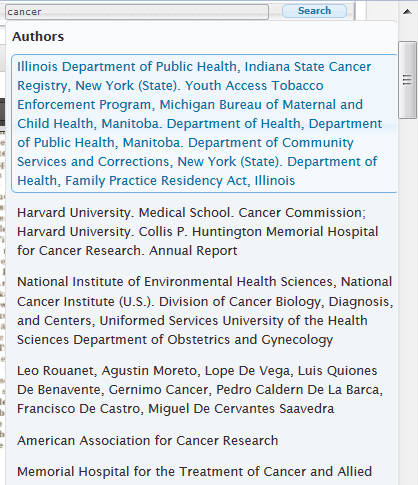 cancer
Search
Authors
Illinois Department of Public Health, Indiana State Cancer
Registry, New York (State). Youth Access Tobacco
Enforcement Program, Michigan Bureau of Maternal and
Child Health, Manitoba. Department of Health, Department
of Public Health, Manitoba. Department of Community
Services and Corrections, New York (State). Department of
Health, Family Practice Residency Act, Illinois
Harvard University. Medical School. Cancer Commission;
Harvard University. Collis P. Huntington Memorial Hospital
for Cancer Research. Annual Report
National Institute of Environmental Health Sciences, National
Cancer Institute (U.S.). Division of Cancer Biology, Diagnosis,
and Centers, Uniformed Services University of the Health
Sciences Department of Obstetrics and Gynecology
Leo Rouanet, Agustin Moreto, Lope De Vega, Luis Quiones
De Benavente, Gernimo Cancer, Pedro Caldern De La Barca,
Francisco De Castro, Miguel De Cervantes Saavedra
American Association for Cancer Research
Memorial Hospital for the Treatment of Cancer and Allied